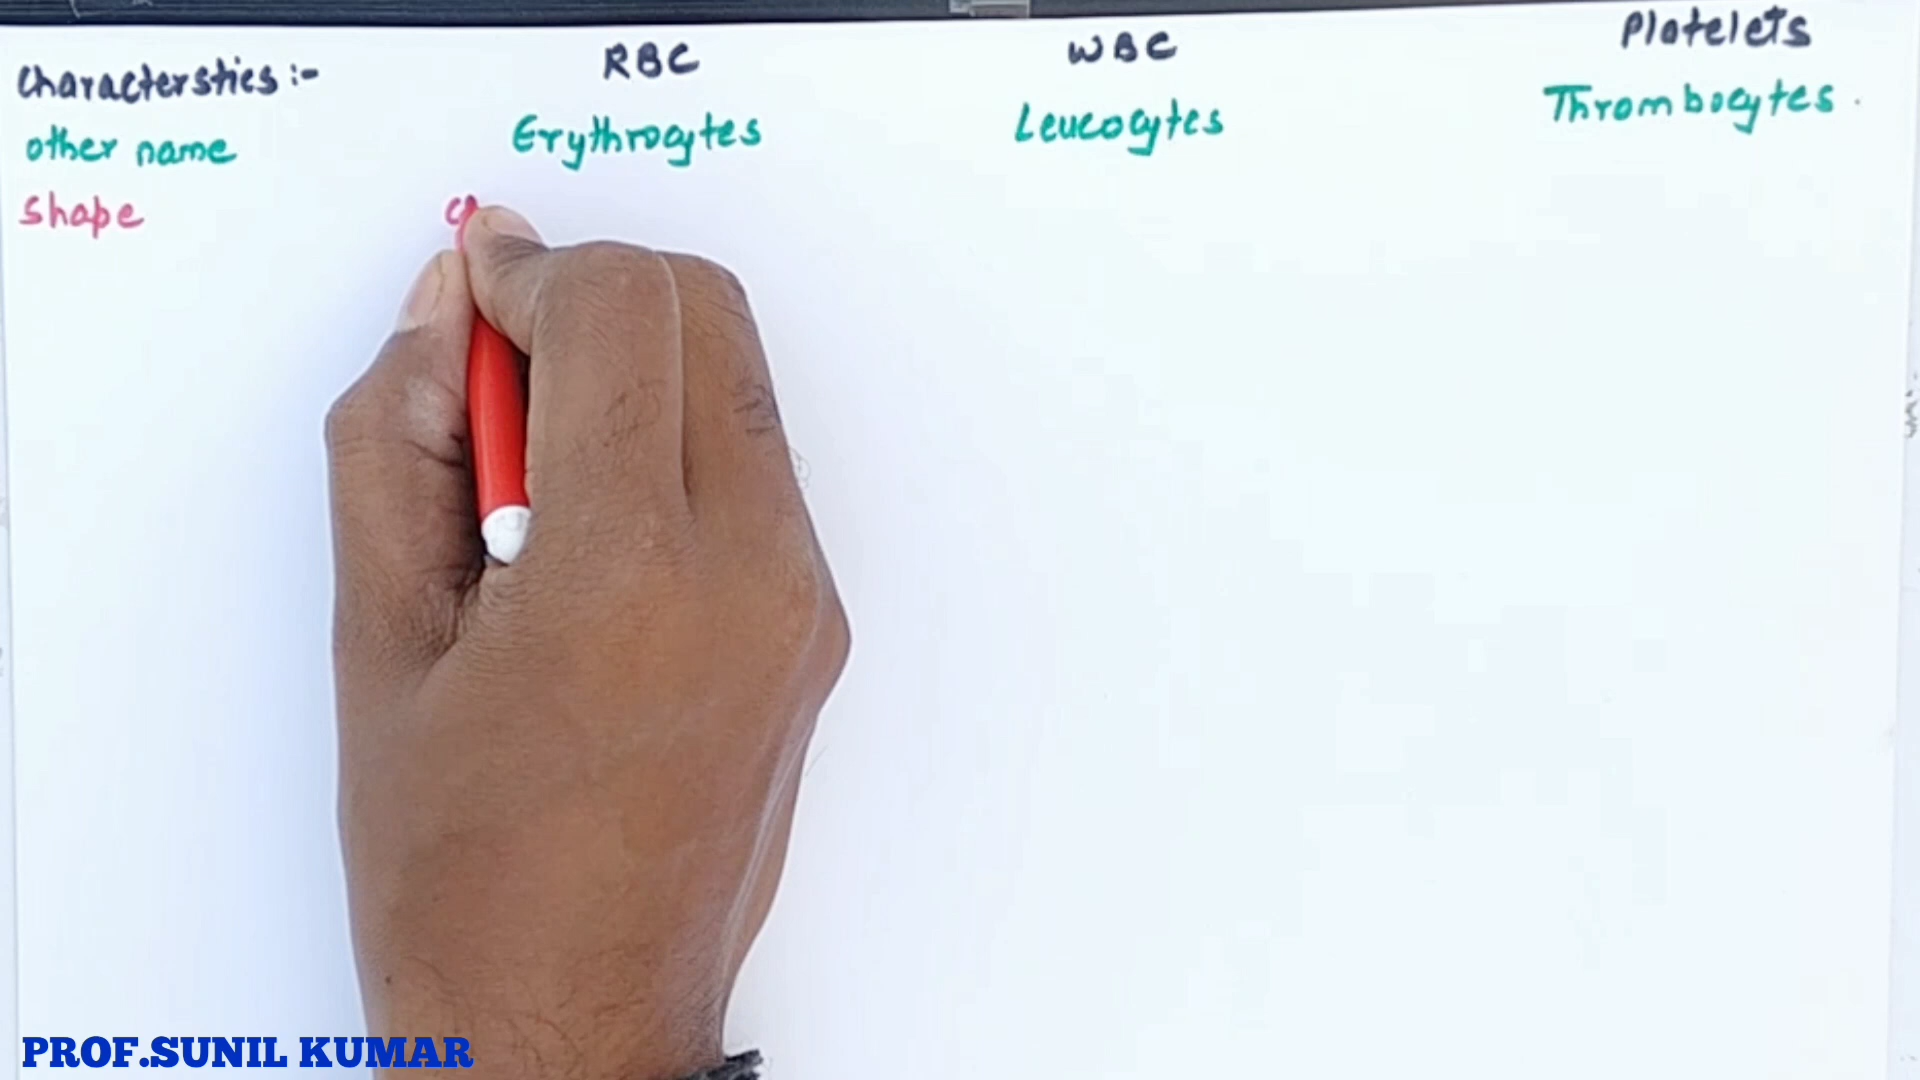 Characterstics :- RBC WBC Platelets
other name Erythrocytes Leucocytes Thrombocytes.
Shape
PROF.SUNIL KUMAR